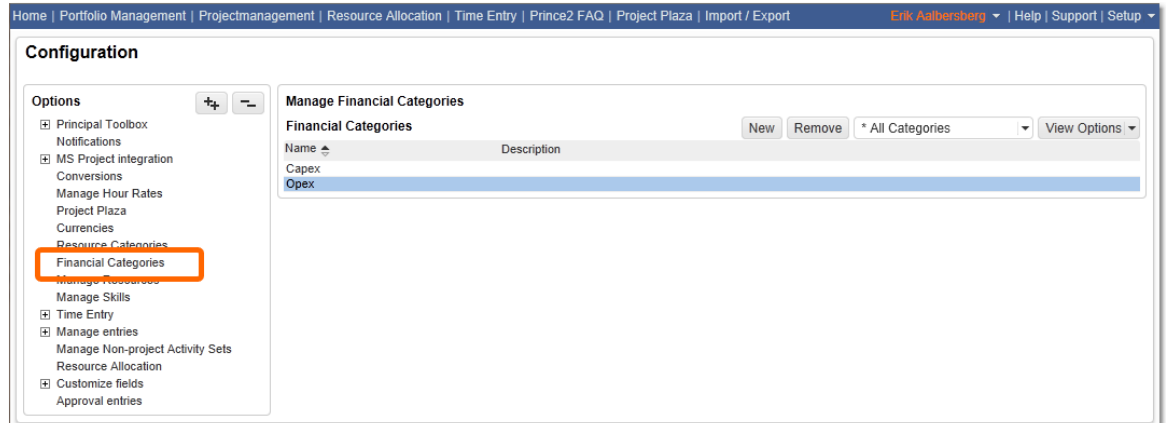 Home | Portfolio Management | Projectmanagement | Resource Allocation | Time Entry | Prince2 FAQ | Project Plaza | Import / Export Erik Aalbersberg | Help | Support | Setup
Configuration
Options
Principal Toolbox
Notifications
MS Project integration
Conversions
Manage Hour Rates
Project Plaza
Currencies
Resource Categories
Financial Categories
Manage Resources
Manage Skills
Time Entry
Manage entries
Manage Non-project Activity Sets
Resource Allocation
Customize fields
Approval entries
Manage Financial Categories
Financial Categories New Remove * All Categories View Options
Name Description
Capex
Opex